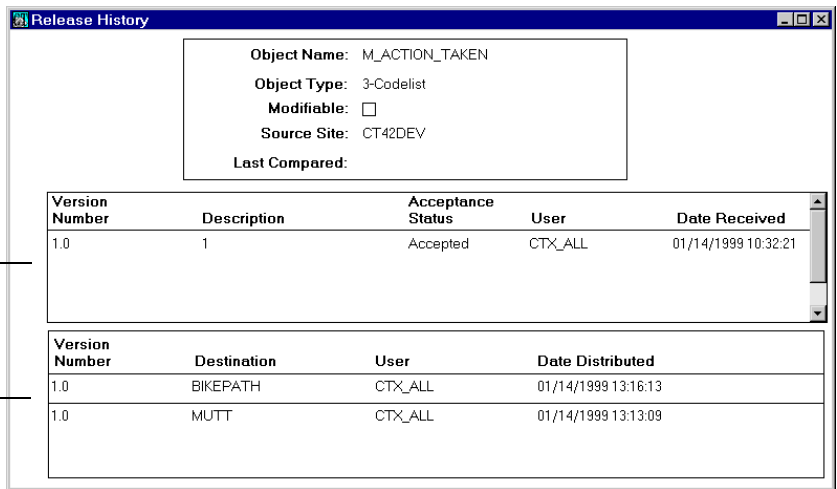 Release History
Object Name: M_ACTION_TAKEN
Object Type: 3-Codelist
Modifiable:
Source Site: CT42DEV
Last Compared:
Version Number Description Acceptance Status User Date Received
1.0 1 Accepted CTX_ALL 01/14/1999 10:32:21
Version Number Destination User Date Distributed
1.0 BIKEPATH CTX_ALL 01/14/1999 13:16:13
1.0 MUTT CTX_ALL 01/14/1999 13:13:09